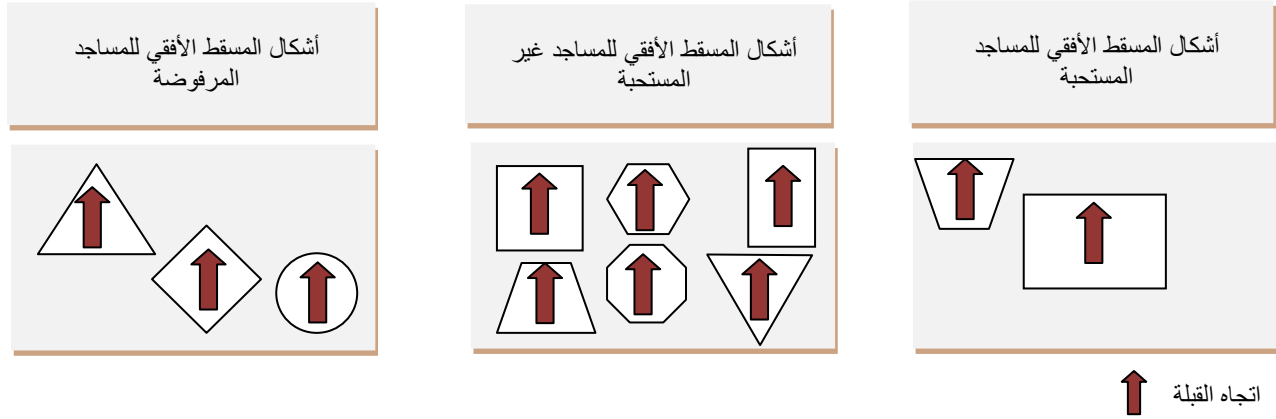 أشكال المسقط الأفقي للمساجد
المستحبة
أشكال المسقط الأفقي للمساجد غير
المستحبة
أشكال المسقط الأفقي للمساجد
المرفوضة
اتجاه القبلة